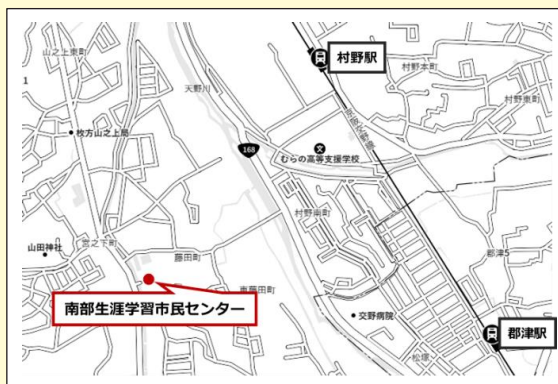 山之上東町
1
村野駅
村野本町
天野川
村野東町
枚方山之上局
京阪交野線
168
文
むらの高等支援学校
村野南町
宮之下町
山田神社
藤田町
郡津5
東藤田町
南部生涯学習市民センター
交野病院
郡津駅
松塚